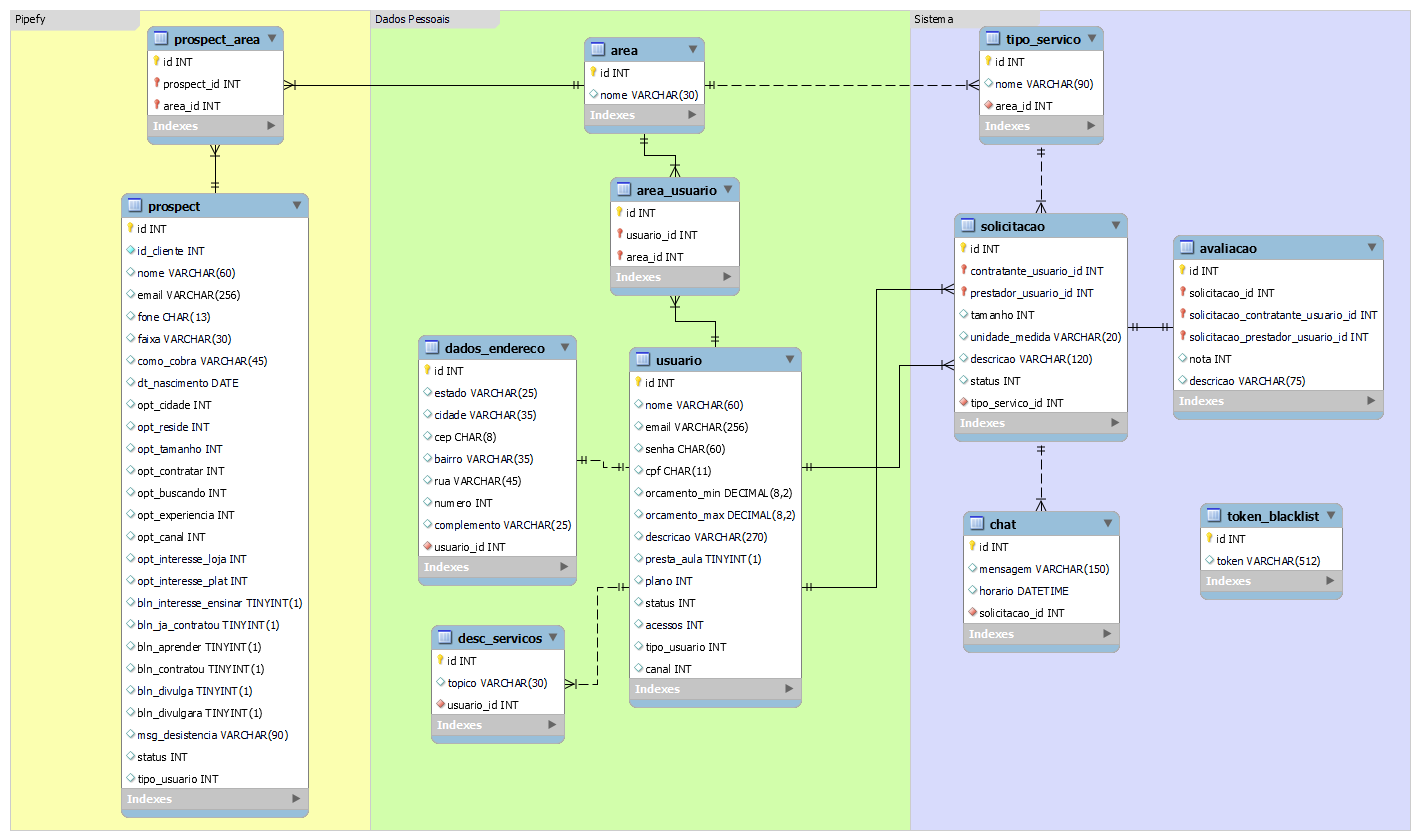 Pipefy
prospect_area
id INT
prospect_id INT
area_id INT
Indexes
prospect
id INT
id_cliente INT
nome VARCHAR(60)
email VARCHAR(256)
fone CHAR(13)
faixa VARCHAR(30)
como_cobra VARCHAR(45)
dt_nascimento DATE
opt_cidade INT
opt_reside INT
opt_tamanho INT
opt_contratar INT
opt_buscando INT
opt_experiencia INT
opt_canal INT
opt_interesse_loja INT
opt_interesse_plat INT
bln_interesse_ensinar TINYINT(1)
bln_ja_contratou TINYINT(1)
bln_aprender TINYINT(1)
bln_contratou TINYINT(1)
bln_divulga TINYINT(1)
bln_divulgara TINYINT(1)
msg_desistencia VARCHAR(90)
status INT
tipo_usuario INT
Indexes
Dados Pessoais
area
id INT
nome VARCHAR(30)
Indexes
area_usuario
id INT
usuario_id INT
area_id INT
Indexes
dados_endereco
id INT
estado VARCHAR(25)
cidade VARCHAR(35)
cep CHAR(8)
bairro VARCHAR(35)
rua VARCHAR(45)
numero INT
complemento VARCHAR(25)
usuario_id INT
Indexes
usuario
id INT
nome VARCHAR(60)
email VARCHAR(256)
senha CHAR(60)
cpf CHAR(11)
orcamento_min DECIMAL(8,2)
orcamento_max DECIMAL(8,2)
descricao VARCHAR(270)
presta_aula TINYINT(1)
plano INT
status INT
acessos INT
tipo_usuario INT
canal INT
Indexes
desc_servicos
id INT
topico VARCHAR(30)
usuario_id INT
Indexes
Sistema
tipo_servico
id INT
nome VARCHAR(90)
area_id INT
Indexes
solicitacao
id INT
contratante_usuario_id INT
prestador_usuario_id INT
tamanho INT
unidade_medida VARCHAR(20)
descricao VARCHAR(120)
status INT
tipo_servico_id INT
Indexes
avaliacao
id INT
solicitacao_id INT
solicitacao_contratante_usuario_id INT
solicitacao_prestador_usuario_id INT
nota INT
descricao VARCHAR(75)
Indexes
chat
id INT
mensagem VARCHAR(150)
horario DATETIME
solicitacao_id INT
Indexes
token_blacklist
id INT
token VARCHAR(512)
Indexes